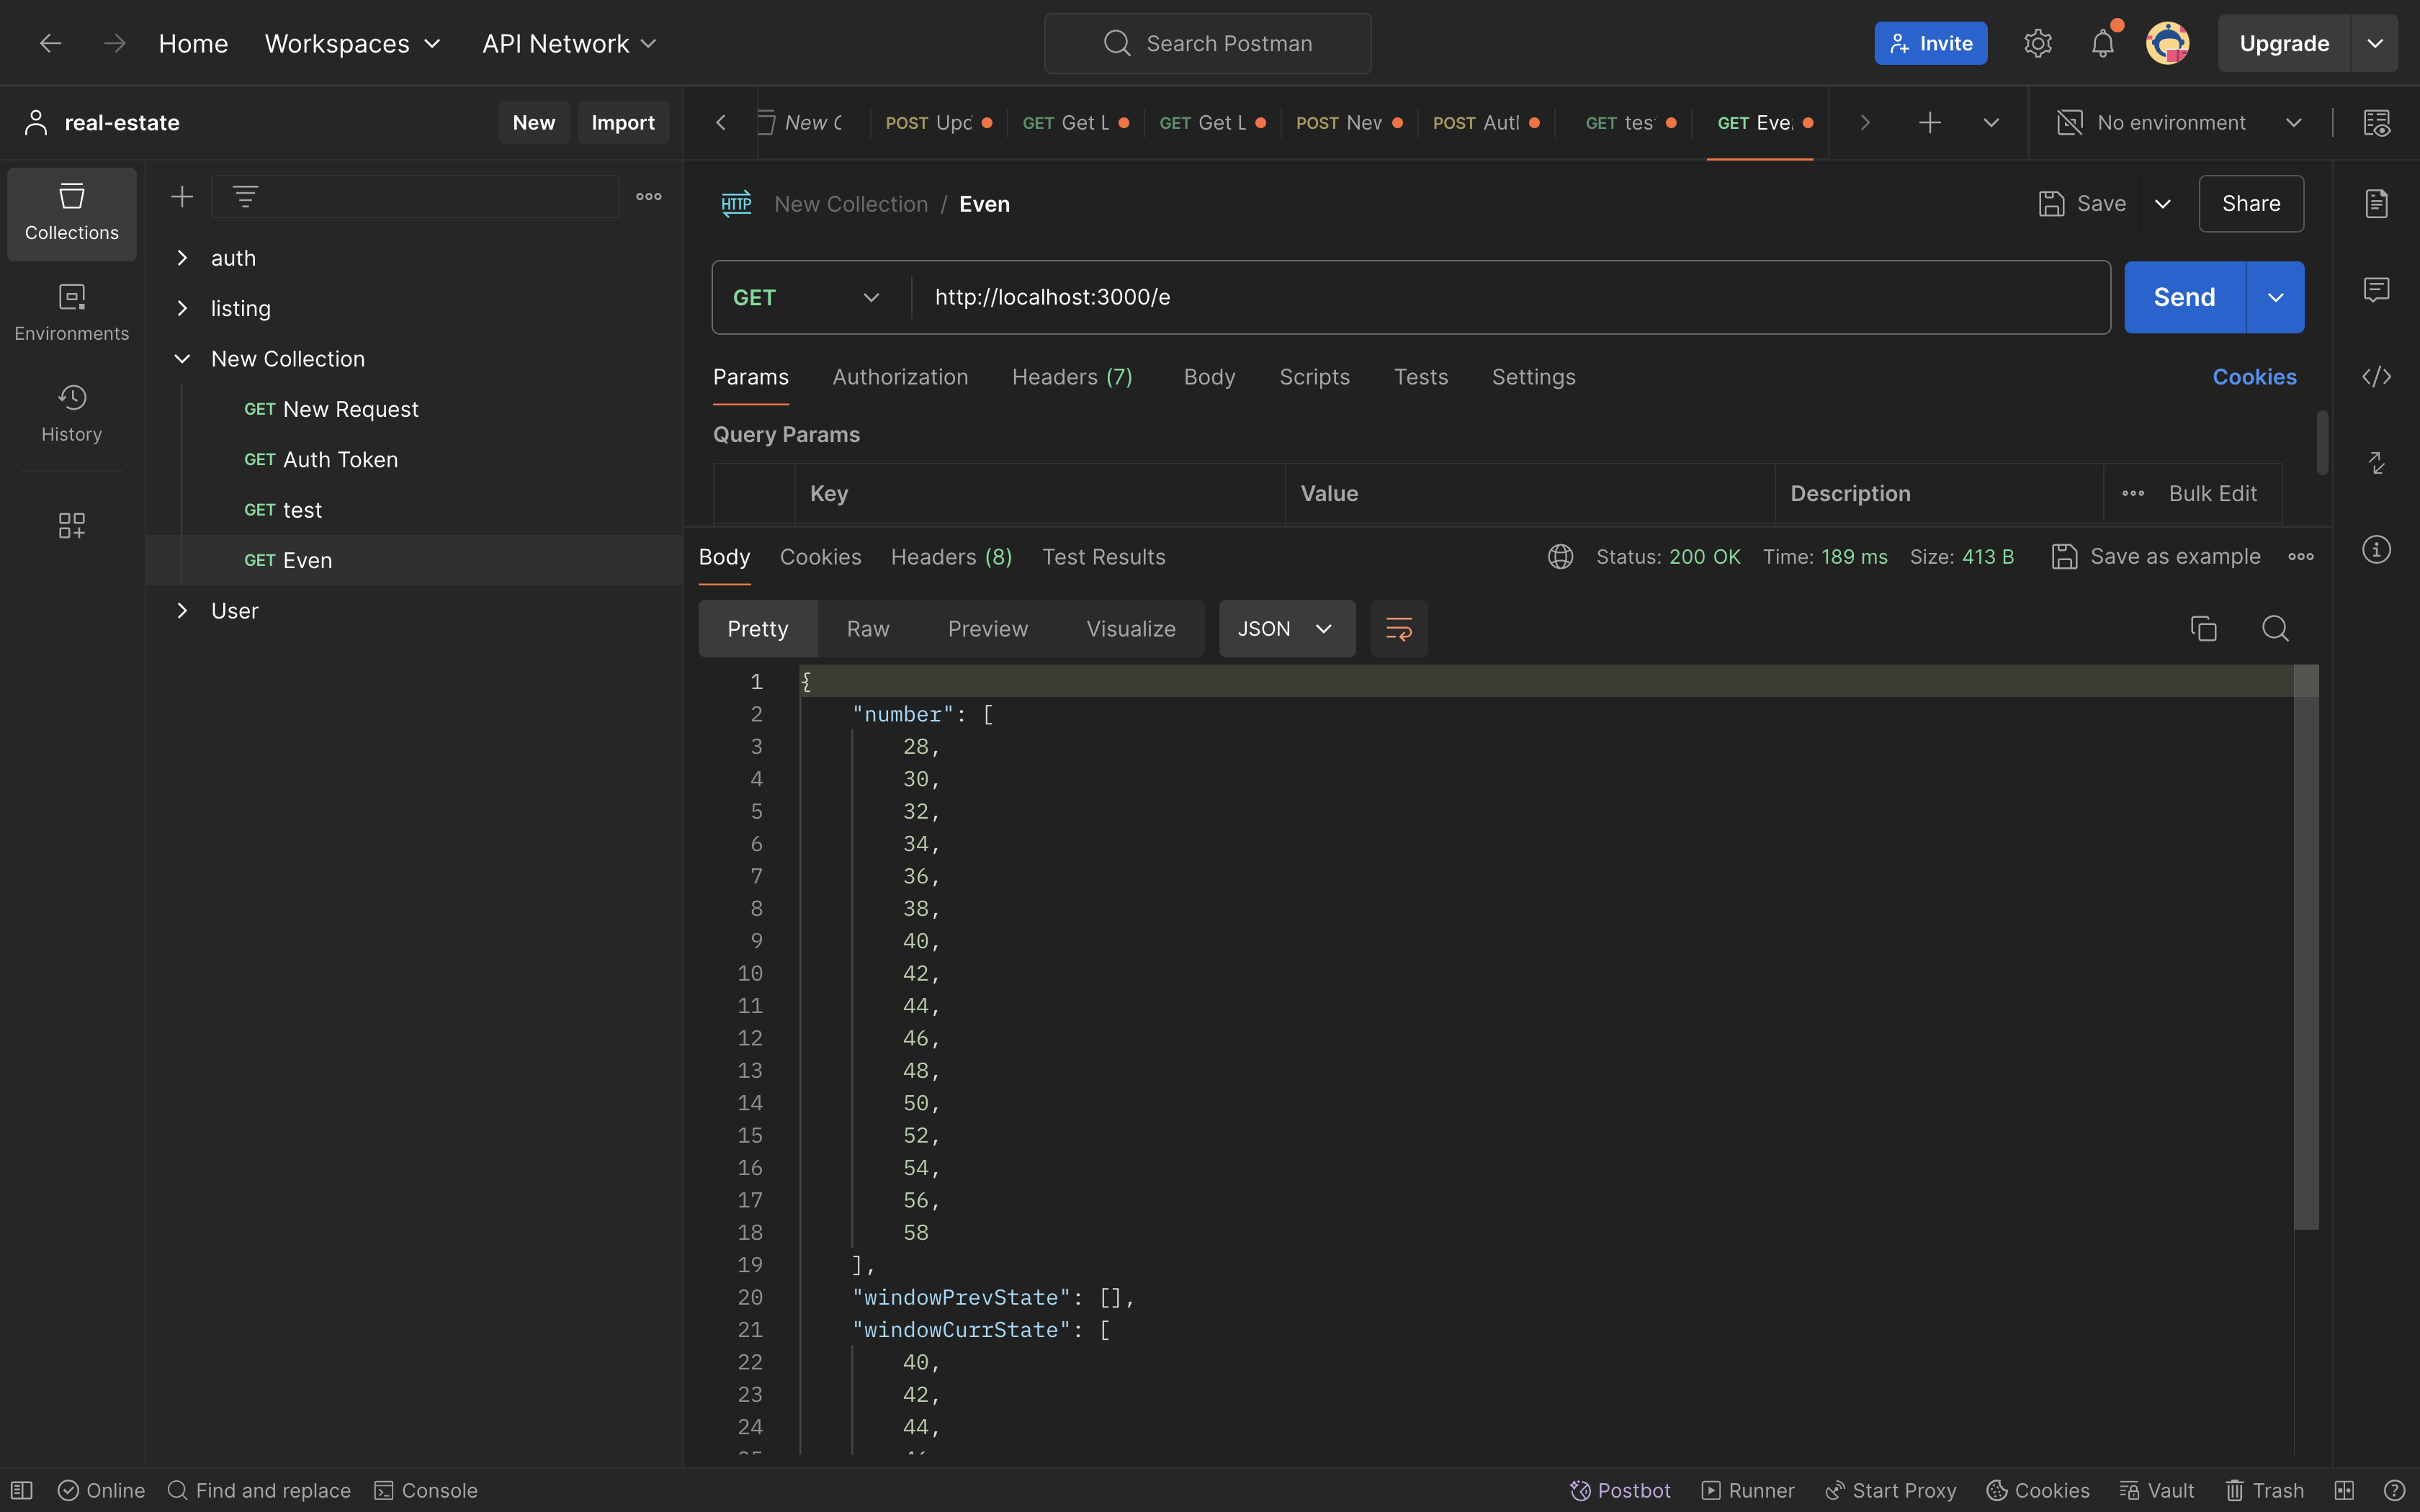 Home Workspaces API Network Search Postman Invite Upgrade
real-estate New Import
New C POST Upd GET Get L GET Get L POST New POST Autl GET tes GET Eve No environment
Collections
Environments
History
auth
listing
New Collection
GET New Request
GET Auth Token
GET test
GET Even
User
HTTP New Collection / Even Save Share
GET http://localhost:3000/e Send
Params Authorization Headers (7) Body Scripts Tests Settings Cookies
Query Params
Key Value Description Bulk Edit
Body Cookies Headers (8) Test Results Status: 200 OK Time: 189 ms Size: 413 B Save as example
Pretty Raw Preview Visualize JSON
1 {
2 "number": [
3 28,
4 30,
5 32,
6 34,
7 36,
8 38,
9 40,
10 42,
11 44,
12 46,
13 48,
14 50,
15 52,
16 54,
17 56,
18 58
19 ],
20 "windowPrevState": [],
21 "windowCurrState": [
22 40,
23 42,
24 44,
Online Find and replace Console Postbot Runner Start Proxy Cookies Vault Trash